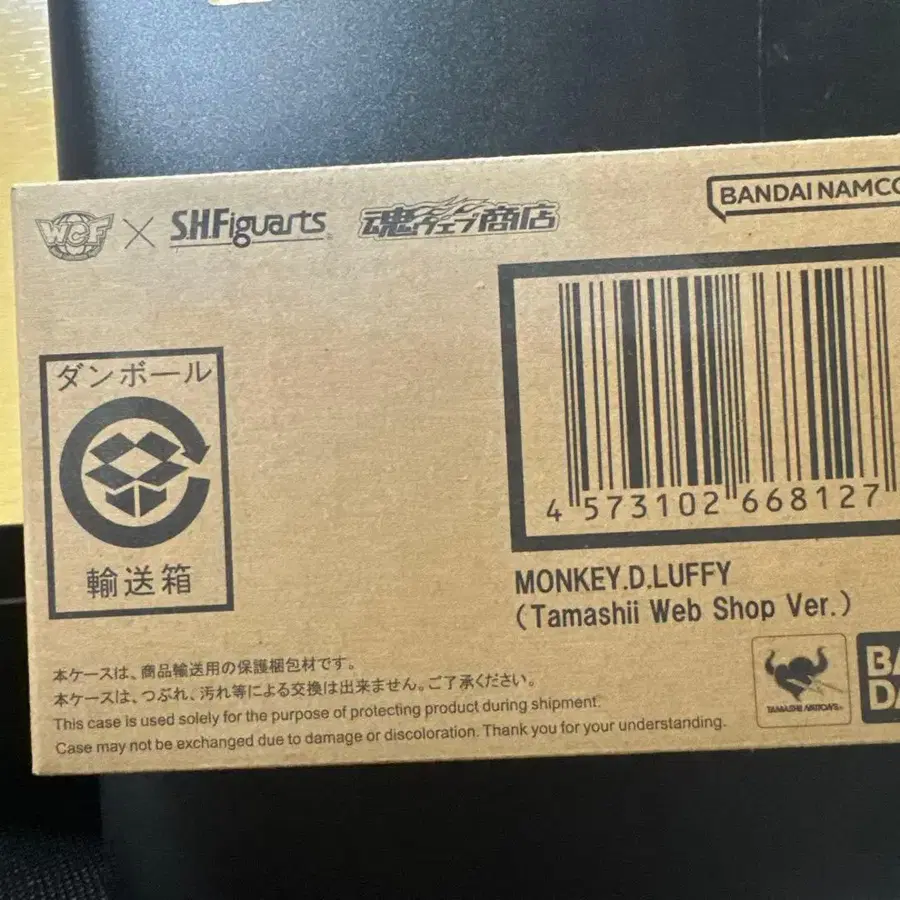 WCF × S.H.Figuarts 魂ウェブ商店
BANDAI NAMCO
ダンボール
輸送箱
4 573102 668127
MONKEY.D.LUFFY
(Tamashii Web Shop Ver.)
本ケースは、商品輸送用の保護梱包材です。
本ケースは、つぶれ、汚れ等による交換は出来ません。ご了承ください。
This case is used solely for the purpose of protecting product during shipment.
Case may not be exchanged due to damage or discoloration. Thank you for your understanding.
TAMASHII NATIONS
BA
DA